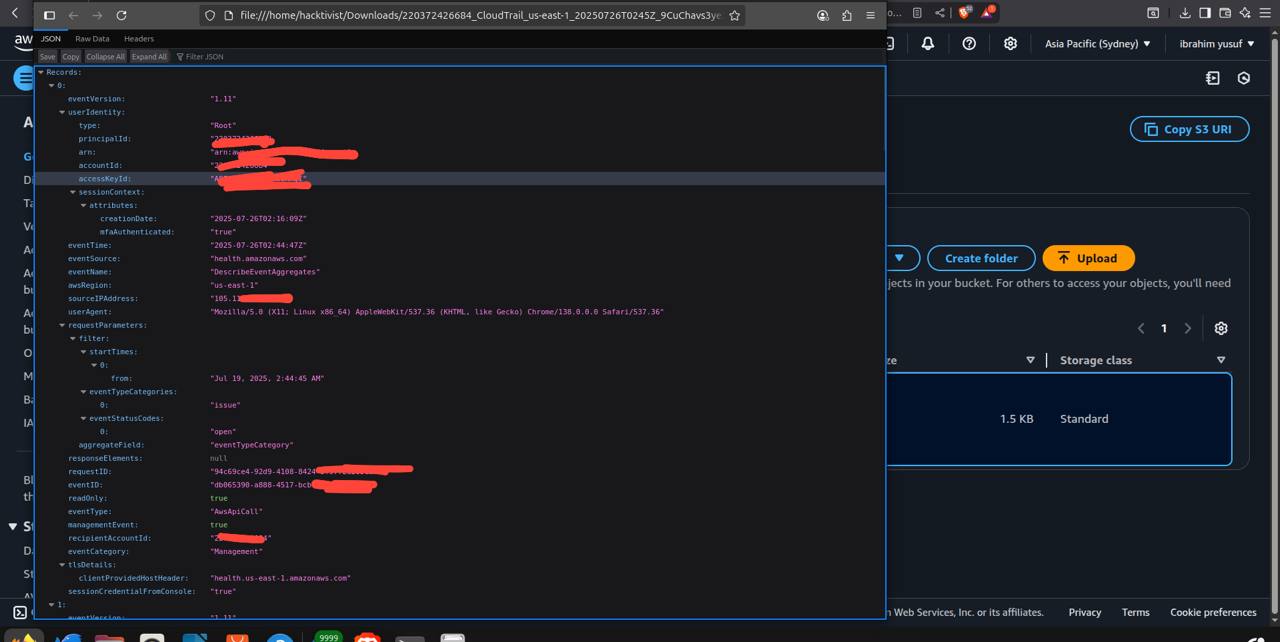 file:///home/hacktivist/Downloads/220372426684_CloudTrail_us-east-1_20250726T0245Z_9CuChavs3ye
aw
Asia Pacific (Sydney)
ibrahim yusuf
JSON
Raw Data
Headers
Save
Copy
Collapse All
Expand All
Filter JSON
Copy S3 URI
Records:
0:
eventVersion: "1.11"
userIdentity:
type: "Root"
principalId:
arn: "arn:aw
accountId:
accessKeyId:
sessionContext:
attributes:
creationDate: "2025-07-26T02:16:09Z"
mfaAuthenticated: "true"
eventTime: "2025-07-26T02:44:47Z"
eventSource: "health.amazonaws.com"
eventName: "DescribeEventAggregates"
awsRegion: "us-east-1"
sourceIPAddress: "105.11
userAgent: "Mozilla/5.0 (X11; Linux x86_64) AppleWebKit/537.36 (KHTML, like Gecko) Chrome/138.0.0.0 Safari/537.36"
requestParameters:
filter:
startTimes:
0:
from: "Jul 19, 2025, 2:44:45 AM"
eventTypeCategories:
0: "issue"
eventStatusCodes:
0: "open"
aggregateField: "eventTypeCategory"
responseElements: null
requestID: "94c69ce4-92d9-4108-8424
eventID: "db065390-a888-4517-bcb
readOnly: true
eventType: "AwsApiCall"
managementEvent: true
recipientAccountId:
eventCategory: "Management"
tlsDetails:
clientProvidedHostHeader: "health.us-east-1.amazonaws.com"
sessionCredentialFromConsole: "true"
1:
eventVersion: "1.11"
Create folder
Upload
jects in your bucket. For others to access your objects, you'll need
1
ze
Storage class
1.5 KB
Standard
n Web Services, Inc. or its affiliates.
Privacy
Terms
Cookie preferences
9999